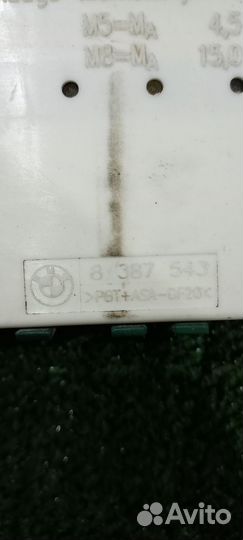 M5=MA 4,5
M8=MA 15,0
8 387 543
>PBT+ASA-GF20<
Avito